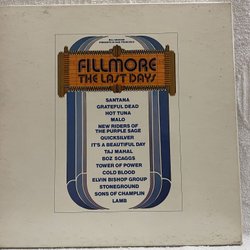 FILLMORE
THE LAST DAYS
SANTANA
GRATEFUL DEAD
HOT TUNA
MALO
NEW RIDERS OF
THE PURPLE SAGE
QUICKSILVER
IT'S A BEAUTIFUL DAY
TAJ MAHAL
BOZ SCAGGS
TOWER OF POWER
COLD BLOOD
ELVIN BISHOP GROUP
STONEGROUND
SONS OF CHAMPLIN
LAMB